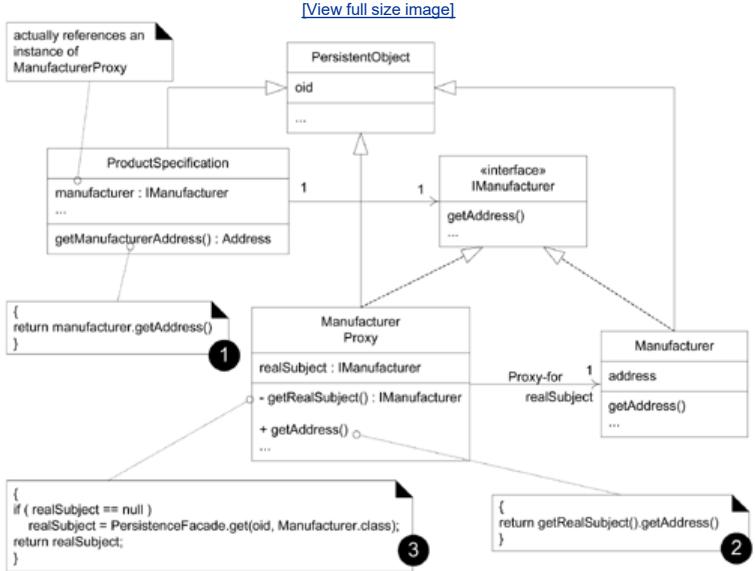 [View full size image]
actually references an
instance of
ManufacturerProxy
PersistentObject
oid
...
ProductSpecification
manufacturer : IManufacturer
...
getManufacturerAddress() : Address
1
1
«interface»
IManufacturer
getAddress()
...
{
return manufacturer.getAddress()
}
1
Manufacturer
Proxy
realSubject : IManufacturer
- getRealSubject() : IManufacturer
+ getAddress()
...
Proxy-for
1
realSubject
Manufacturer
address
getAddress()
...
{
if ( realSubject == null )
realSubject = PersistenceFacade.get(oid, Manufacturer.class);
return realSubject;
}
3
{
return getRealSubject().getAddress()
}
2